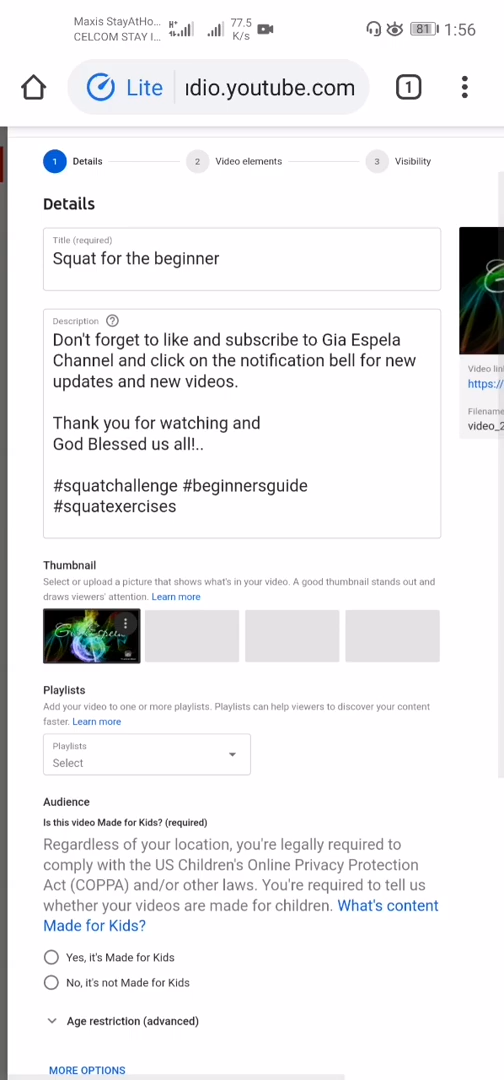 Maxis StayAtHo...
CELCOM STAY I...
H+
77.5
K/s
81
1:56
Lite
dio.youtube.com
1
1
Details
2
Video elements
3
Visibility
Details
Title (required)
Squat for the beginner
Description
Don't forget to like and subscribe to Gia Espela
Channel and click on the notification bell for new
updates and new videos.
Thank you for watching and
God Blessed us all!..
#squatchallenge #beginnersguide
#squatexercises
Video lin
https://
Filename
video_2
Thumbnail
Select or upload a picture that shows what's in your video. A good thumbnail stands out and
draws viewers' attention. Learn more
Playlists
Add your video to one or more playlists. Playlists can help viewers to discover your content
faster. Learn more
Playlists
Select
Audience
Is this video Made for Kids? (required)
Regardless of your location, you're legally required to
comply with the US Children's Online Privacy Protection
Act (COPPA) and/or other laws. You're required to tell us
whether your videos are made for children. What's content
Made for Kids?
Yes, it's Made for Kids
No, it's not Made for Kids
Age restriction (advanced)
MORE OPTIONS